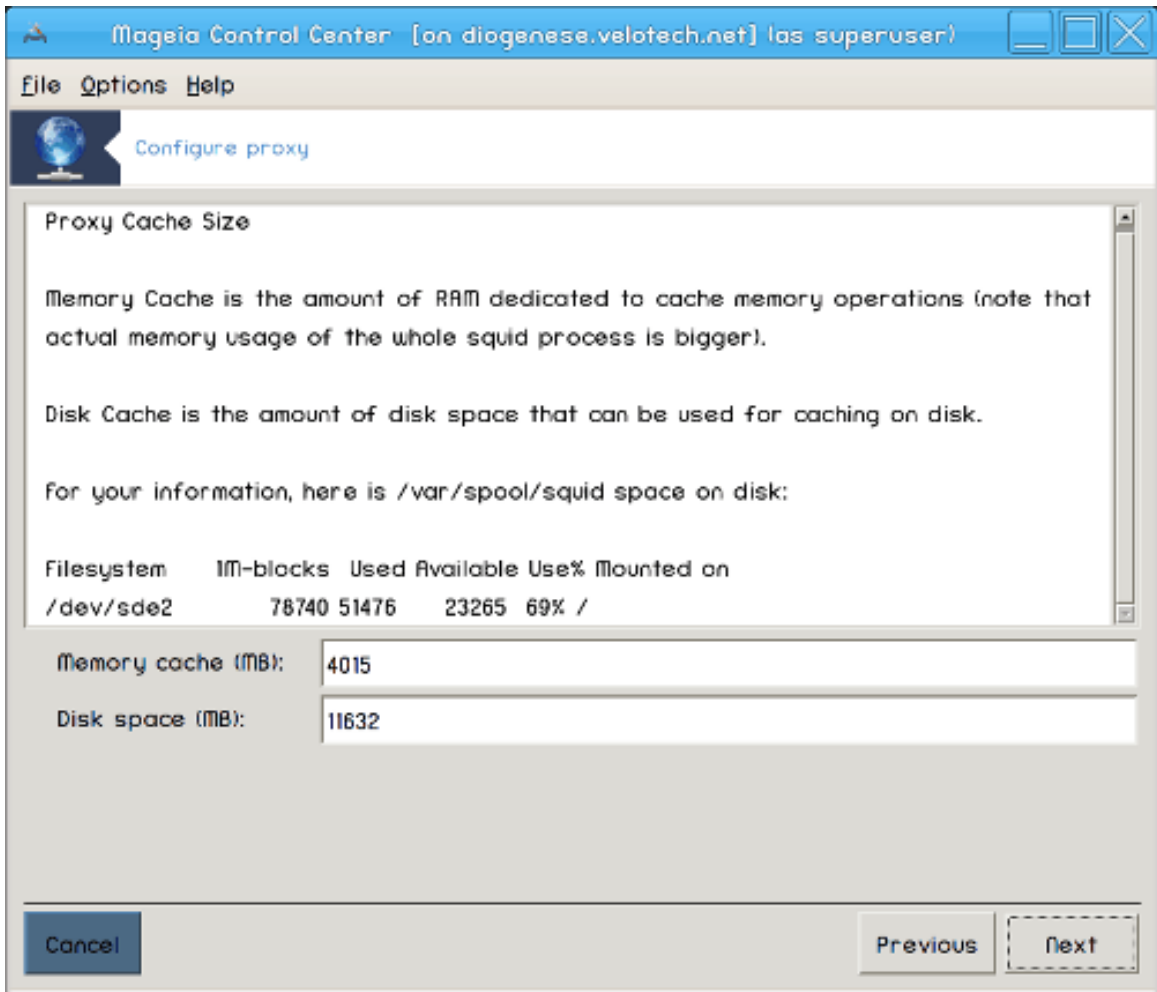 Mageia Control Center [on diogenese.velotech.net] (as superuser)
File Options Help
Configure proxy
Proxy Cache Size
Memory Cache is the amount of RAM dedicated to cache memory operations (note that
actual memory usage of the whole squid process is bigger).
Disk Cache is the amount of disk space that can be used for caching on disk.
For your information, here is /var/spool/squid space on disk:
Filesystem 1M-blocks Used Available Use% Mounted on
/dev/sde2 78740 51476 23265 69% /
Memory cache (MB): 4015
Disk space (MB): 11632
Cancel Previous Next